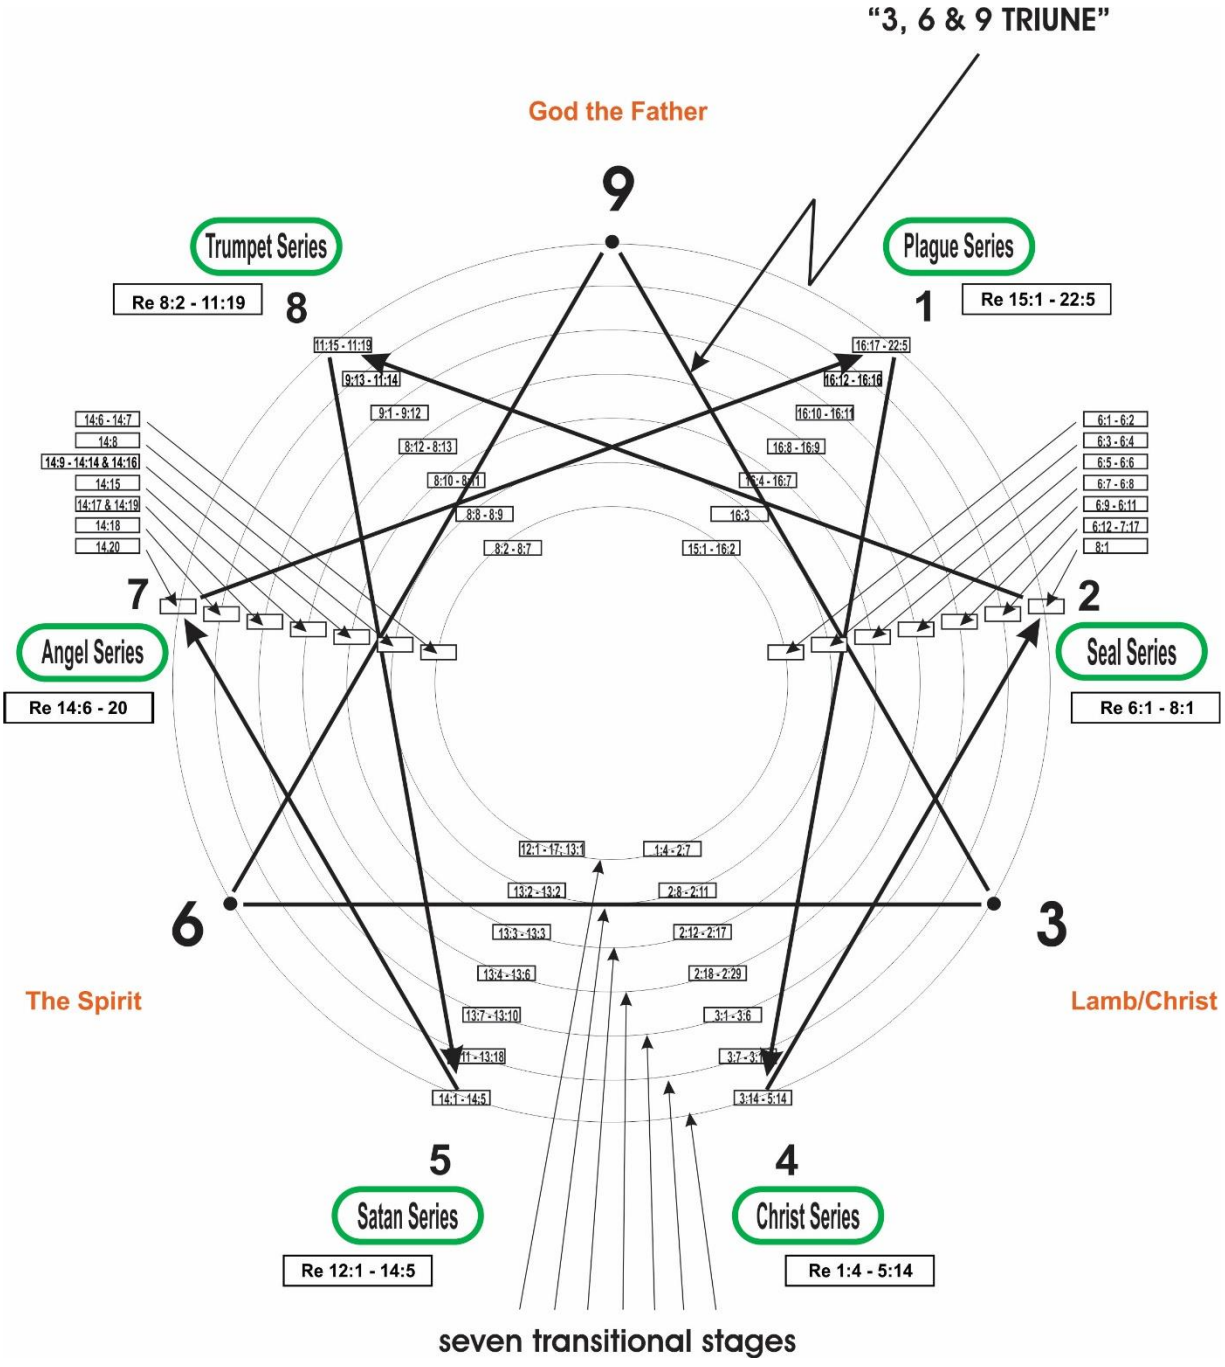 “3, 6 & 9 TRIUNE”
God the Father
9
Trumpet Series
Plague Series
Re 8:2 - 11:19
8
1
Re 15:1 - 22:5
11:15 - 11:19
16:17 - 22:5
9:13 - 11:14
16:12 - 16:16
9:1 - 9:12
16:10 - 16:11
8:12 - 8:13
16:8 - 16:9
8:10 - 8:11
16:4 - 16:7
8:8 - 8:9
16:3
8:2 - 8:7
15:1 - 16:2
14:6 - 14:7
14:8
14:9 - 14:14 & 14:16
14:15
14:17 & 14:19
14:18
14.20
6:1 - 6:2
6:3 - 6:4
6:5 - 6:6
6:7 - 6:8
6:9 - 6:11
6:12 - 7:17
8:1
7
2
Angel Series
Seal Series
Re 14:6 - 20
Re 6:1 - 8:1
12:1 - 17; 13:1
1:4 - 2:7
13:2 - 13:2
2:8 - 2:11
6
3
13:3 - 13:3
2:12 - 2:17
13:4 - 13:6
2:18 - 2:29
The Spirit
Lamb/Christ
13:7 - 13:10
3:1 - 3:6
11 - 13:18
3:7 -
14:1 - 14:5
3:14 - 5:14
5
4
Satan Series
Christ Series
Re 12:1 - 14:5
Re 1:4 - 5:14
seven transitional stages